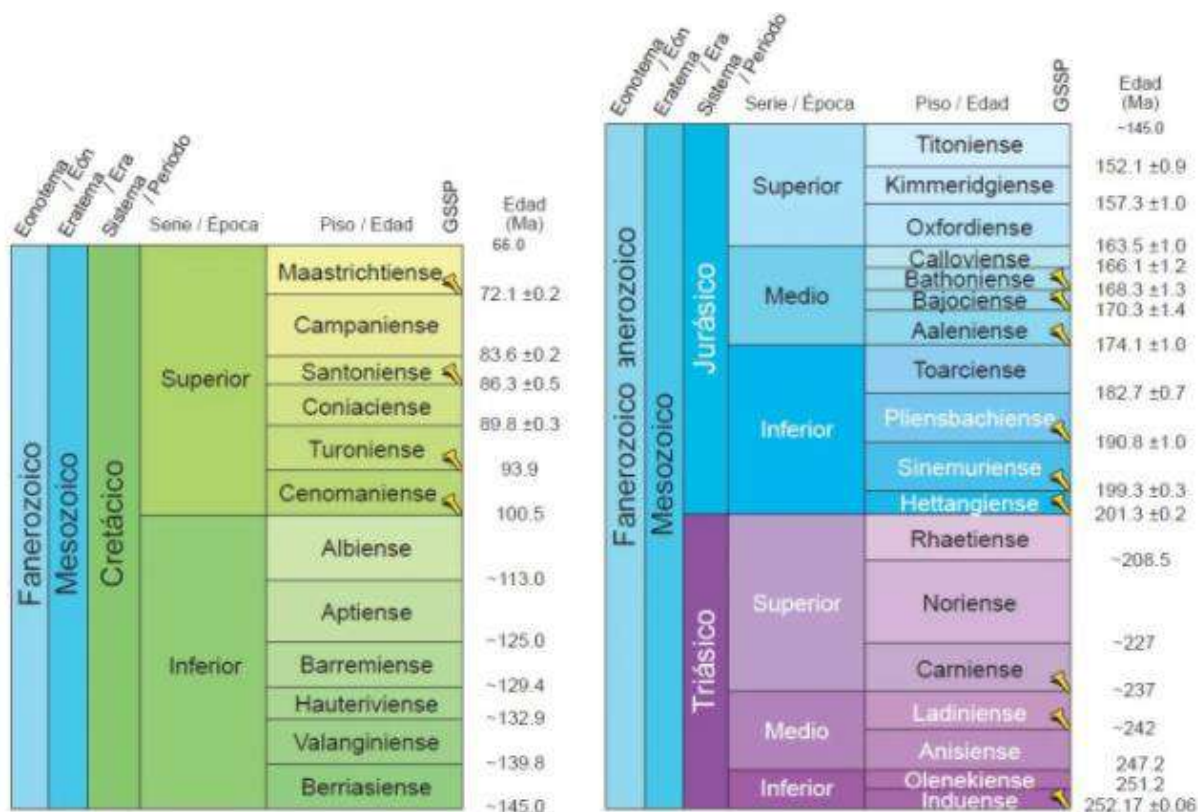 Eonotema / Eón
Eratema / Era
Sistema / Periodo
Serie / Época
Piso / Edad
GSSP
Edad
(Ma)
66.0
Fanerozoico
Mesozoico
Cretácico
Superior
Maastrichtiense
72.1 ±0.2
Campaniense
83.6 ±0.2
Santoniense
86.3 ±0.5
Coniaciense
89.8 ±0.3
Turoniense
93.9
Cenomaniense
100.5
Inferior
Albiense
~113.0
Aptiense
~125.0
Barremiense
~129.4
Hauteriviense
~132.9
Valanginiense
~139.8
Berriasiense
~145.0
Eonotema / Eón
Eratema / Era
Sistema / Periodo
Serie / Época
Piso / Edad
GSSP
Edad
(Ma)
~145.0
Fanerozoico anerozoico
Mesozoico
Jurásico
Superior
Titoniense
152.1 ±0.9
Kimmeridgiense
157.3 ±1.0
Oxfordiense
163.5 ±1.0
Medio
Calloviense
166.1 ±1.2
Bathoniense
168.3 ±1.3
Bajociense
170.3 ±1.4
Aaleniense
174.1 ±1.0
Inferior
Toarciense
182.7 ±0.7
Pliensbachiense
190.8 ±1.0
Sinemuriense
199.3 ±0.3
Hettangiense
201.3 ±0.2
Triásico
Superior
Rhaetiense
~208.5
Noriense
~227
Carniense
~237
Medio
Ladiniense
~242
Anisiense
247.2
Inferior
Olenekiense
251.2
Induense
252.17 ±0.06